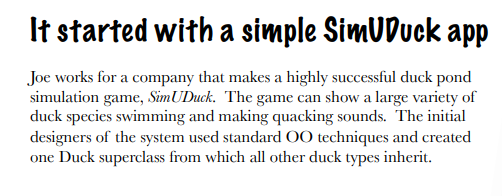 It started with a simple SimUDuck app
Joe works for a company that makes a highly successful duck pond
simulation game, SimUDuck.  The game can show a large variety of
duck species swimming and making quacking sounds.  The initial
designers of the system used standard OO techniques and created
one Duck superclass from which all other duck types inherit.